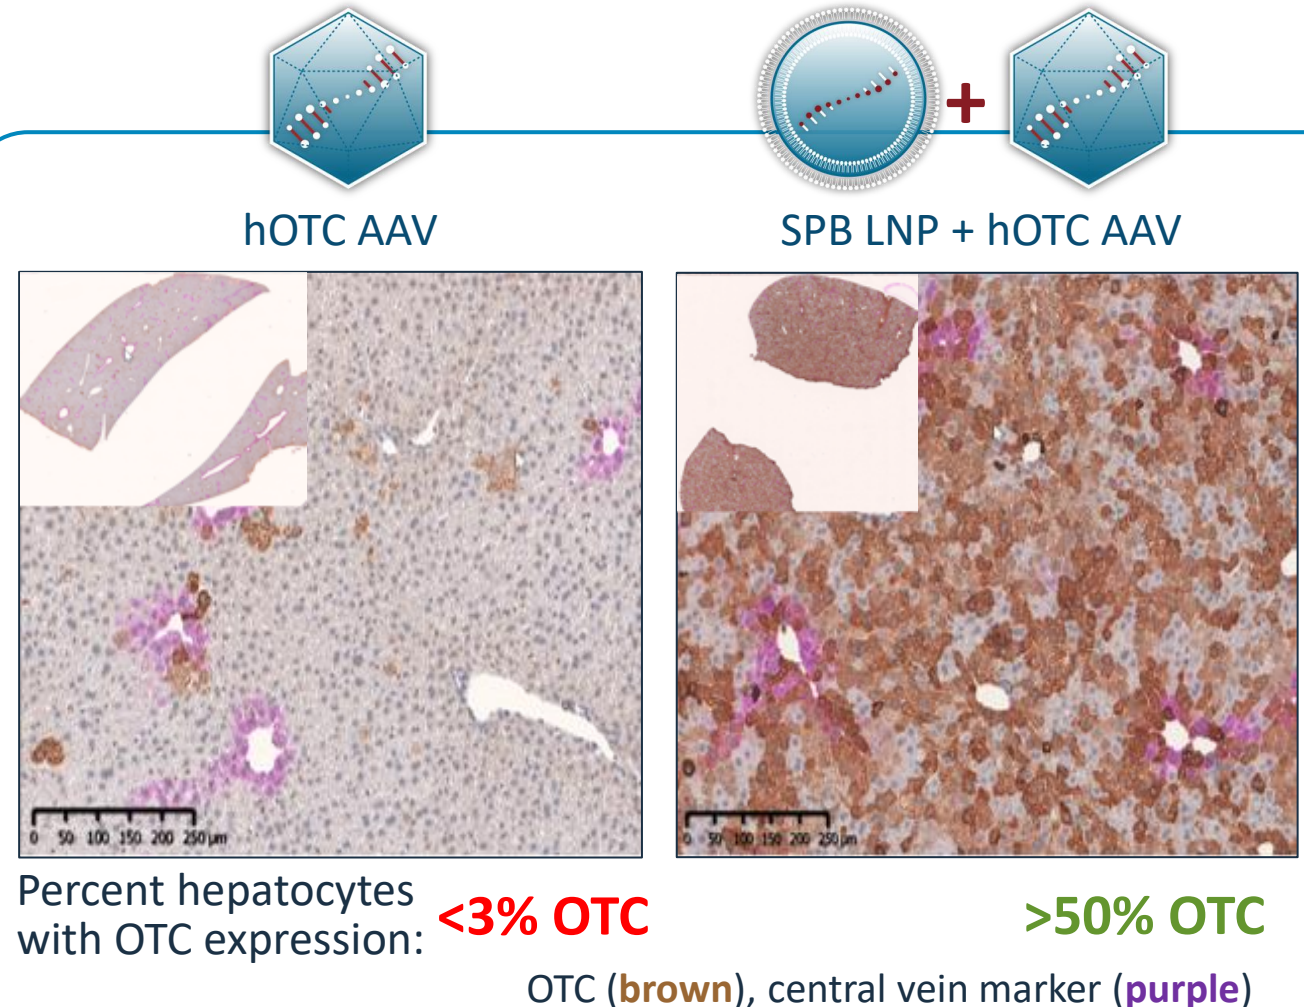 +
hOTC AAV
SPB LNP + hOTC AAV
0 50 100 150 200 250 µm
0 50 100 150 200 250 µm
Percent hepatocytes
with OTC expression:
<3% OTC
>50% OTC
OTC (brown), central vein marker (purple)